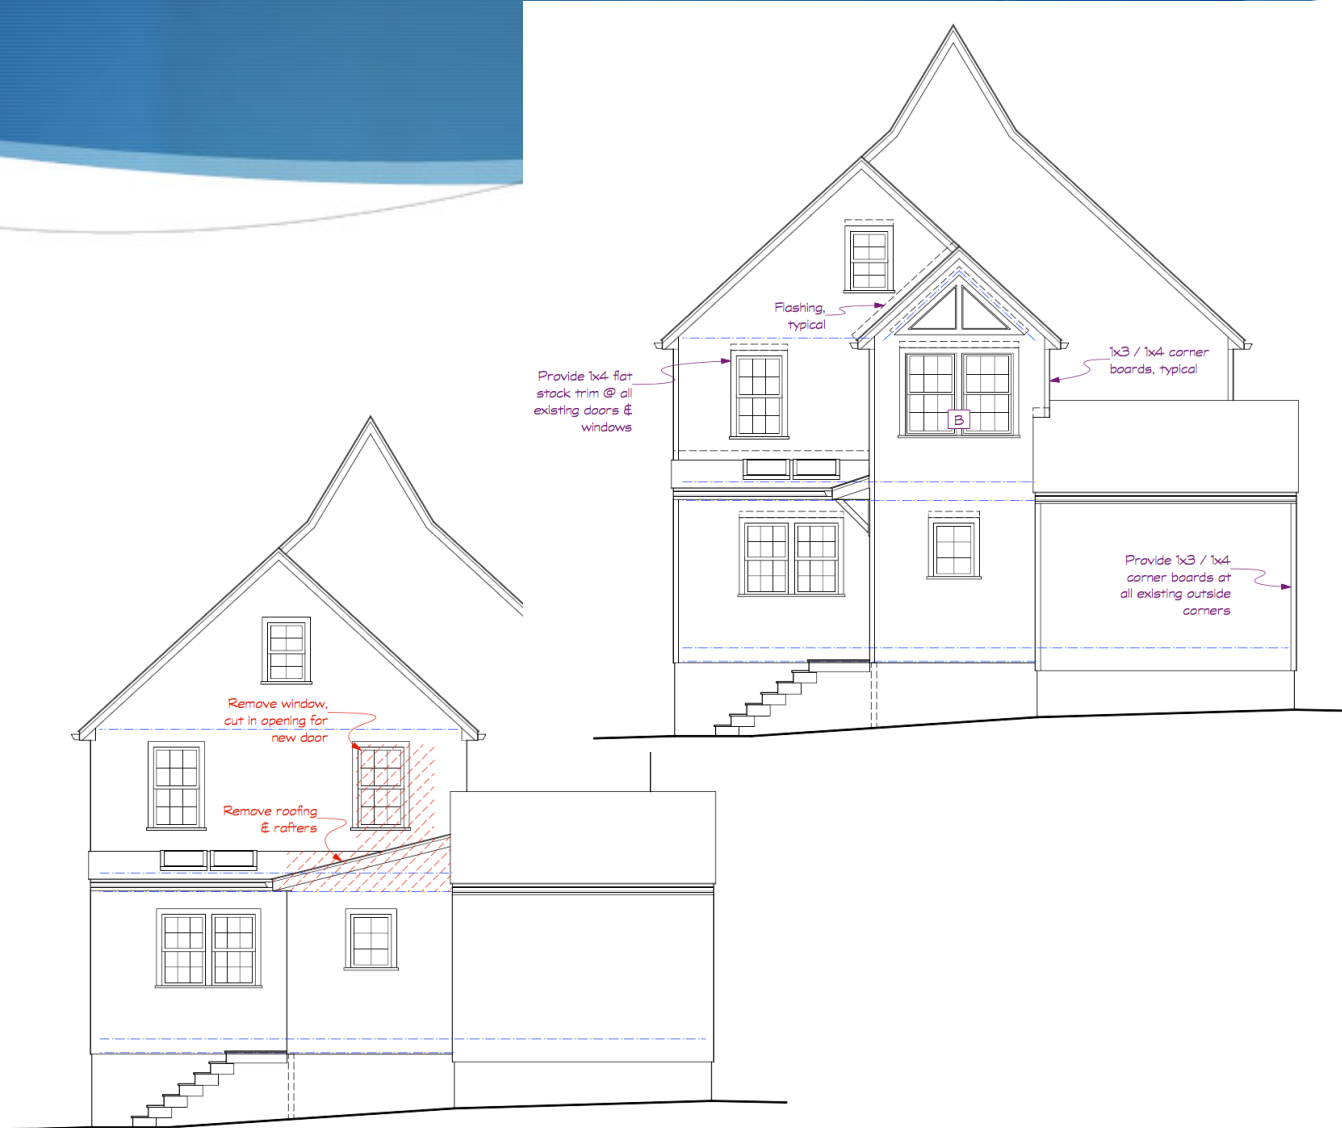 Flashing,
typical
1x3 / 1x4 corner
boards, typical
Provide 1x4 flat
stock trim @ all
existing doors &
windows
B
Provide 1x3 / 1x4
corner boards at
all existing outside
corners
Remove window,
cut in opening for
new door
Remove roofing
& rafters